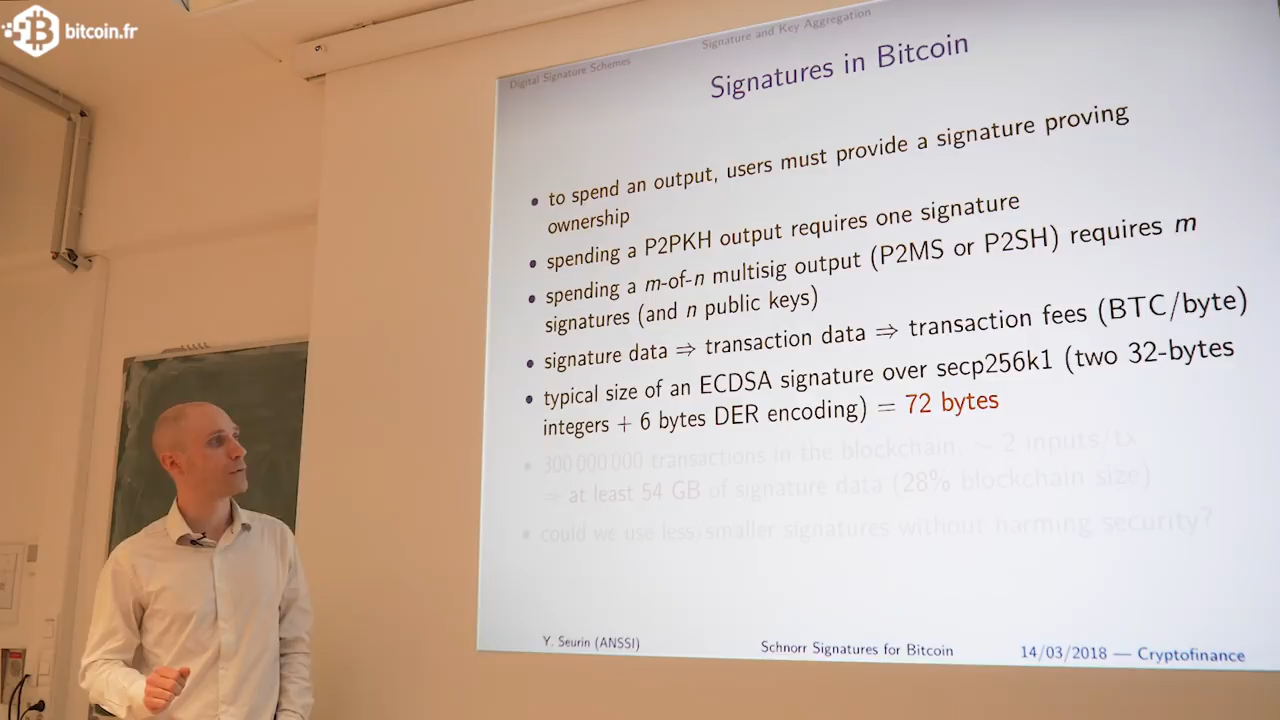 bitcoin.fr
Digital Signature Schemes
Signature and Key Aggregation
Signatures in Bitcoin
• to spend an output, users must provide a signature proving
ownership
• spending a P2PKH output requires one signature
• spending a m-of-n multisig output (P2MS or P2SH) requires m
signatures (and n public keys)
• signature data ⇒ transaction data ⇒ transaction fees (BTC/byte)
• typical size of an ECDSA signature over secp256k1 (two 32-bytes
integers + 6 bytes DER encoding) = 72 bytes
• 300 000 000 transactions in the blockchain, ~ 2 inputs/tx
⇒ at least 54 GB of signature data (28% blockchain size)
• could we use less/smaller signatures without harming security?
Y. Seurin (ANSSI)
Schnorr Signatures for Bitcoin
14/03/2018 — Cryptofinance